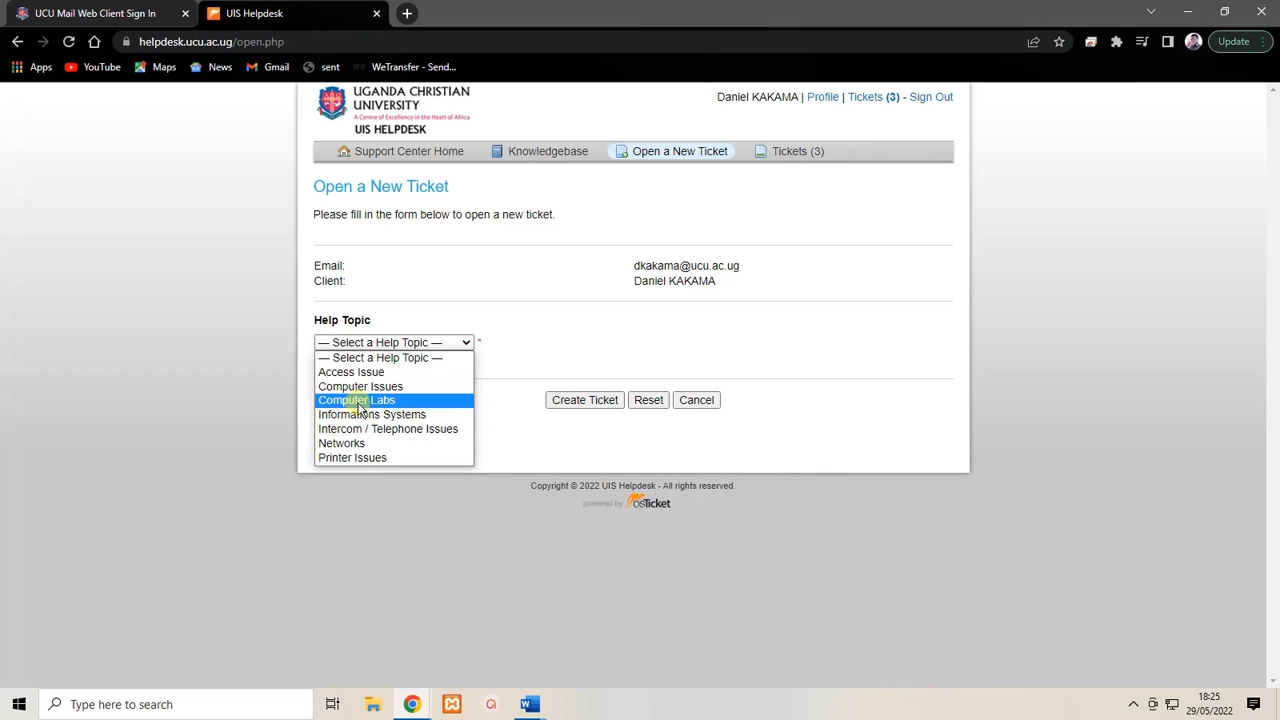 UCU Mail Web Client Sign In
UIS Helpdesk
helpdesk.ucu.ac.ug/open.php
Update
Apps
YouTube
Maps
News
Gmail
sent
WeTransfer - Send...
UGANDA CHRISTIAN
UNIVERSITY
A Centre of Excellence in the Heart of Africa
UIS HELPDESK
Daniel KAKAMA | Profile | Tickets (3) - Sign Out
Support Center Home
Knowledgebase
Open a New Ticket
Tickets (3)
Open a New Ticket
Please fill in the form below to open a new ticket.
Email: dkakama@ucu.ac.ug
Client: Daniel KAKAMA
Help Topic
— Select a Help Topic — *
— Select a Help Topic —
Access Issue
Computer Issues
Computer Labs
Informations Systems
Intercom / Telephone Issues
Networks
Printer Issues
Create Ticket
Reset
Cancel
Copyright © 2022 UIS Helpdesk - All rights reserved.
powered by osTicket
Type here to search
18:25
29/05/2022